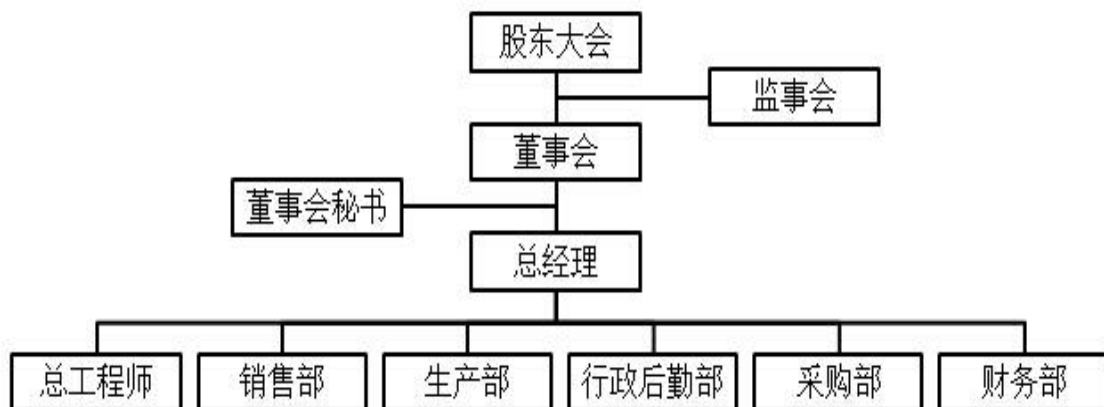 股东大会
监事会
董事会
董事会秘书
总经理
总工程师
销售部
生产部
行政后勤部
采购部
财务部